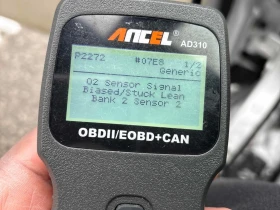 ANCEL
AD310
P2272 #07E8 1/2
Generic
O2 Sensor Signal
Biased/Stuck Lean
Bank 2 Sensor 2
OBDII/EOBD+CAN